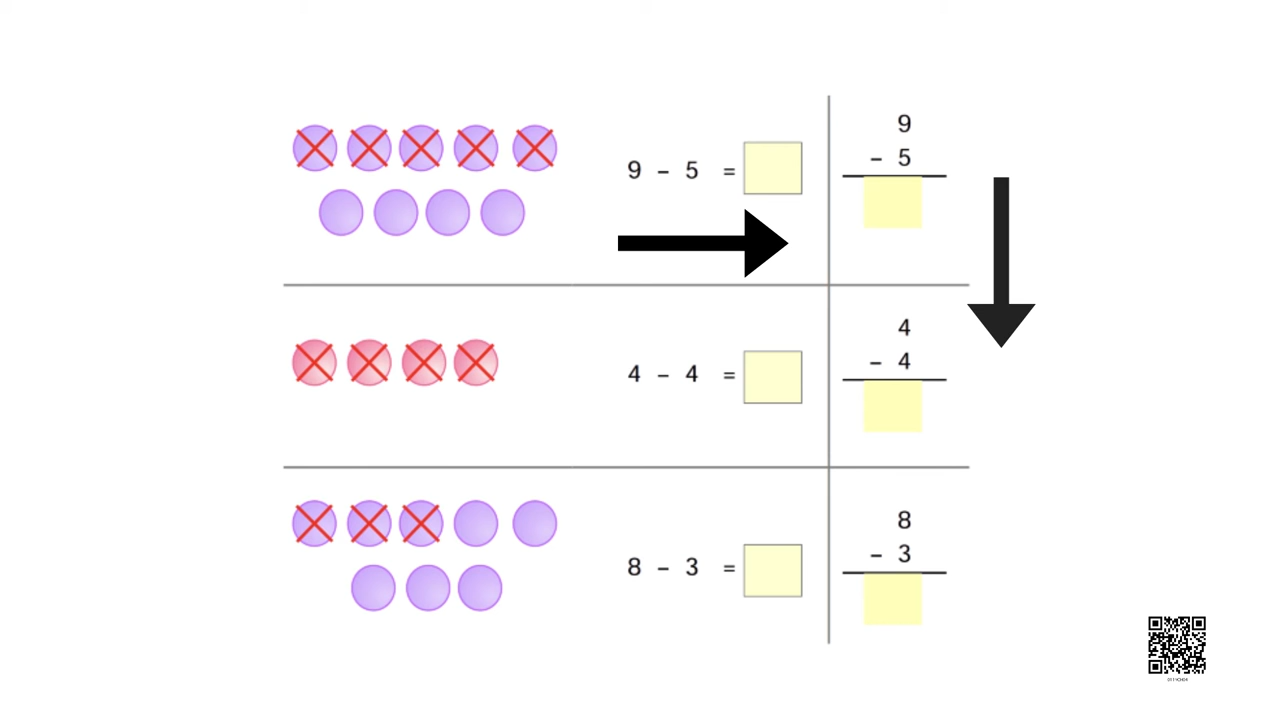 9 – 5 =
9
– 5
4 – 4 =
4
– 4
8 – 3 =
8
– 3